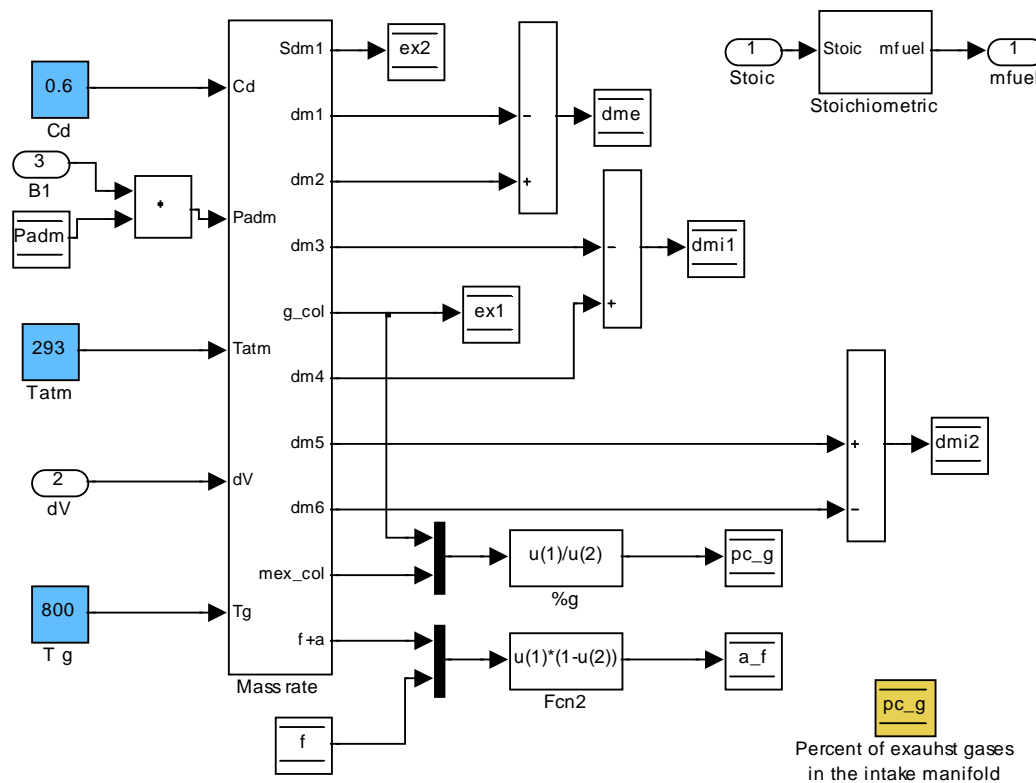 Sdm1
ex2
1
Stoic
Stoic
mfuel
Stoichiometric
1
mfuel
0.6
Cd
Cd
dm1
-
+
dme
dm2
3
B1
Padm
Padm
dm3
-
+
dmi1
g_col
ex1
293
Tatm
Tatm
dm4
dm5
+
-
dmi2
2
dV
dV
dm6
mex_col
u(1)/u(2)
%g
pc_g
800
Tg
Tg
f+a
u(1)*(1-u(2))
Fcn2
a_f
Mass rate
f
pc_g
Percent of exauhst gases
in the intake manifold